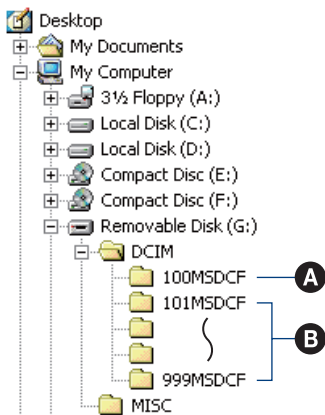 Desktop
My Documents
My Computer
3½ Floppy (A:)
Local Disk (C:)
Local Disk (D:)
Compact Disc (E:)
Compact Disc (F:)
Removable Disk (G:)
DCIM
100MSDCF A
101MSDCF
B
999MSDCF
MISC